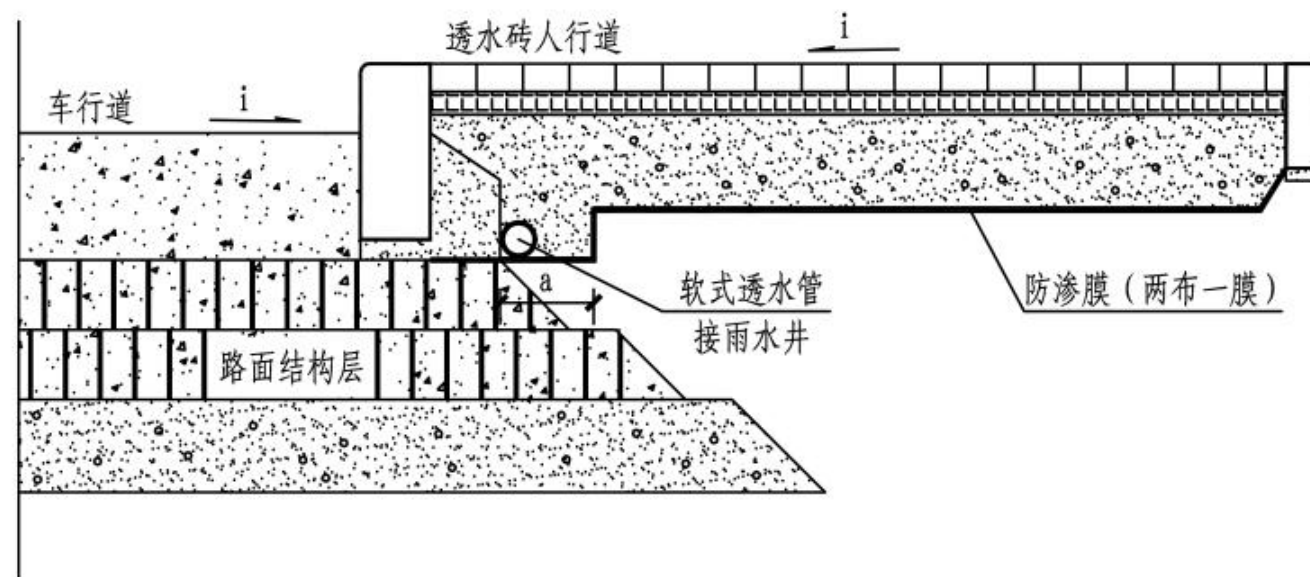 透水砖人行道
i
车行道
i
a
软式透水管
接雨水井
防渗膜（两布一膜）
路面结构层